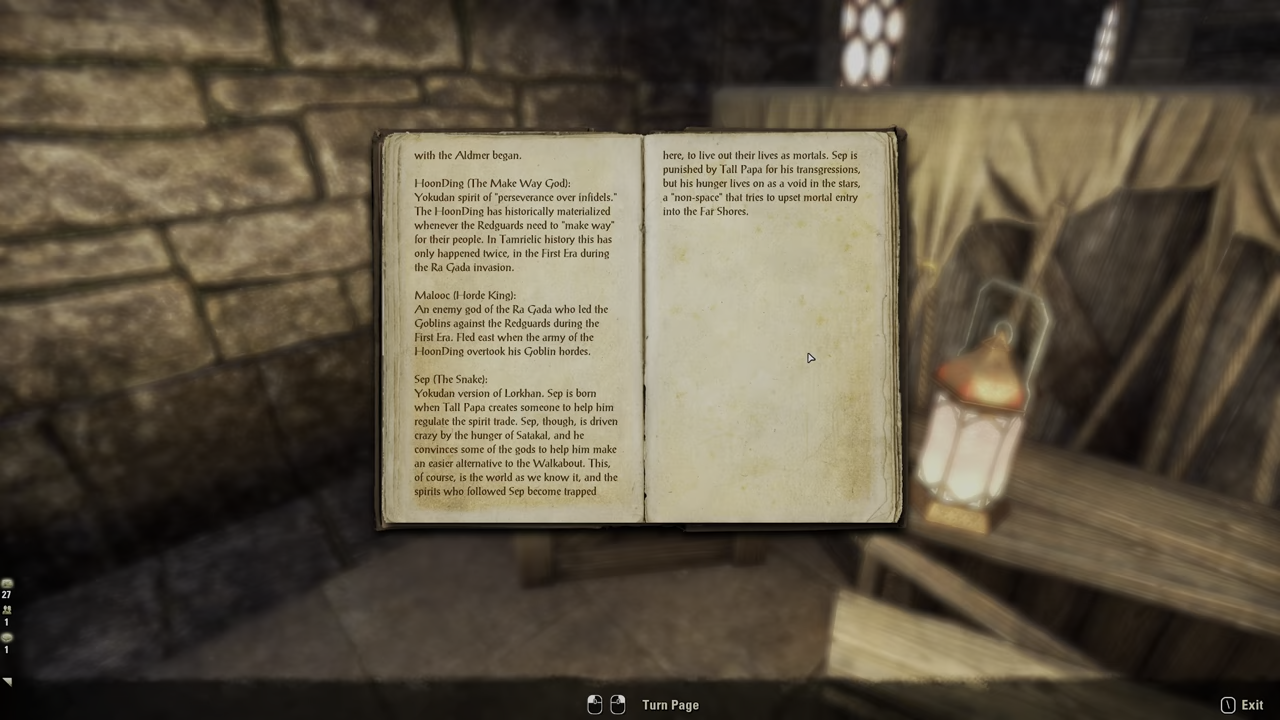 with the Aldmer began.
HoonDing (The Make Way God):
Yokudan spirit of "perseverance over infidels."
The HoonDing has historically materialized
whenever the Redguards need to "make way"
for their people. In Tamrielic history this has
only happened twice, in the First Era during
the Ra Gada invasion.
Malooc (Horde King):
An enemy god of the Ra Gada who led the
Goblins against the Redguards during the
First Era. Fled east when the army of the
HoonDing overtook his Goblin hordes.
Sep (The Snake):
Yokudan version of Lorkhan. Sep is born
when Tall Papa creates someone to help him
regulate the spirit trade. Sep, though, is driven
crazy by the hunger of Satakal, and he
convinces some of the gods to help him make
an easier alternative to the Walkabout. This,
of course, is the world as we know it, and the
spirits who followed Sep become trapped
here, to live out their lives as mortals. Sep is
punished by Tall Papa for his transgressions,
but his hunger lives on as a void in the stars,
a "non-space" that tries to upset mortal entry
into the Far Shores.
27
1
1
Turn Page
\ Exit